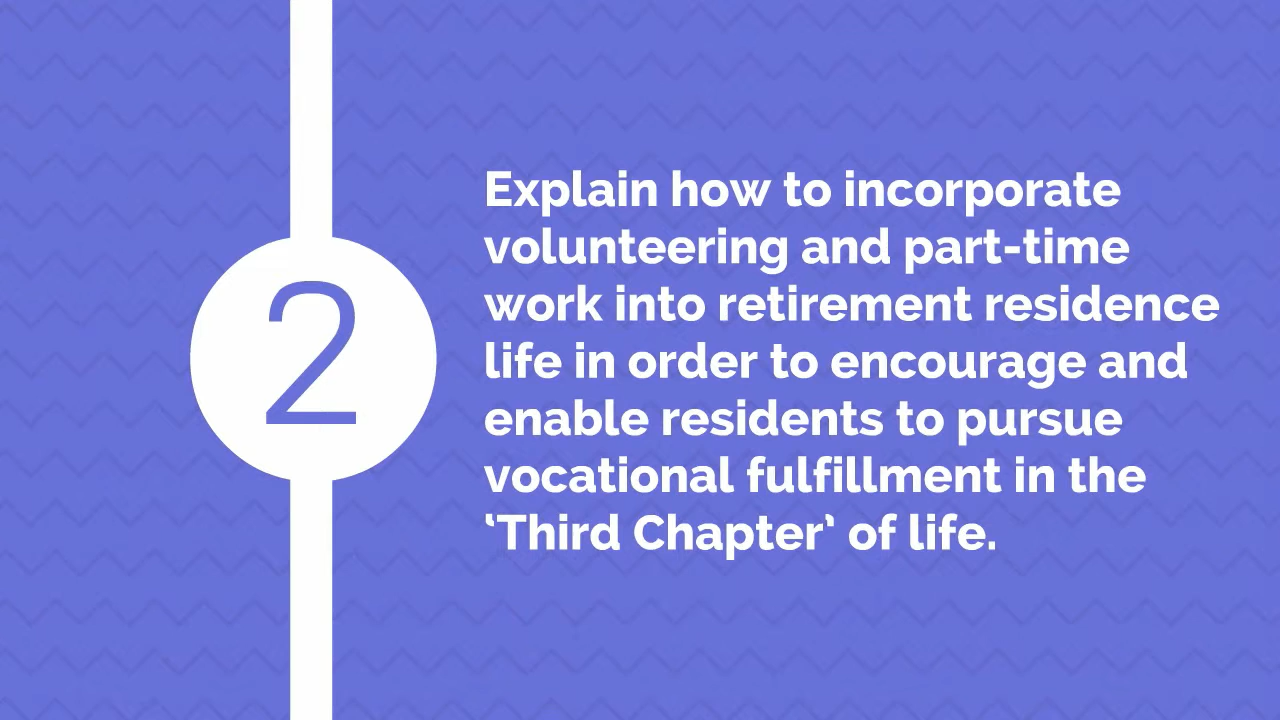 2
Explain how to incorporate
volunteering and part-time
work into retirement residence
life in order to encourage and
enable residents to pursue
vocational fulfillment in the
‘Third Chapter’ of life.